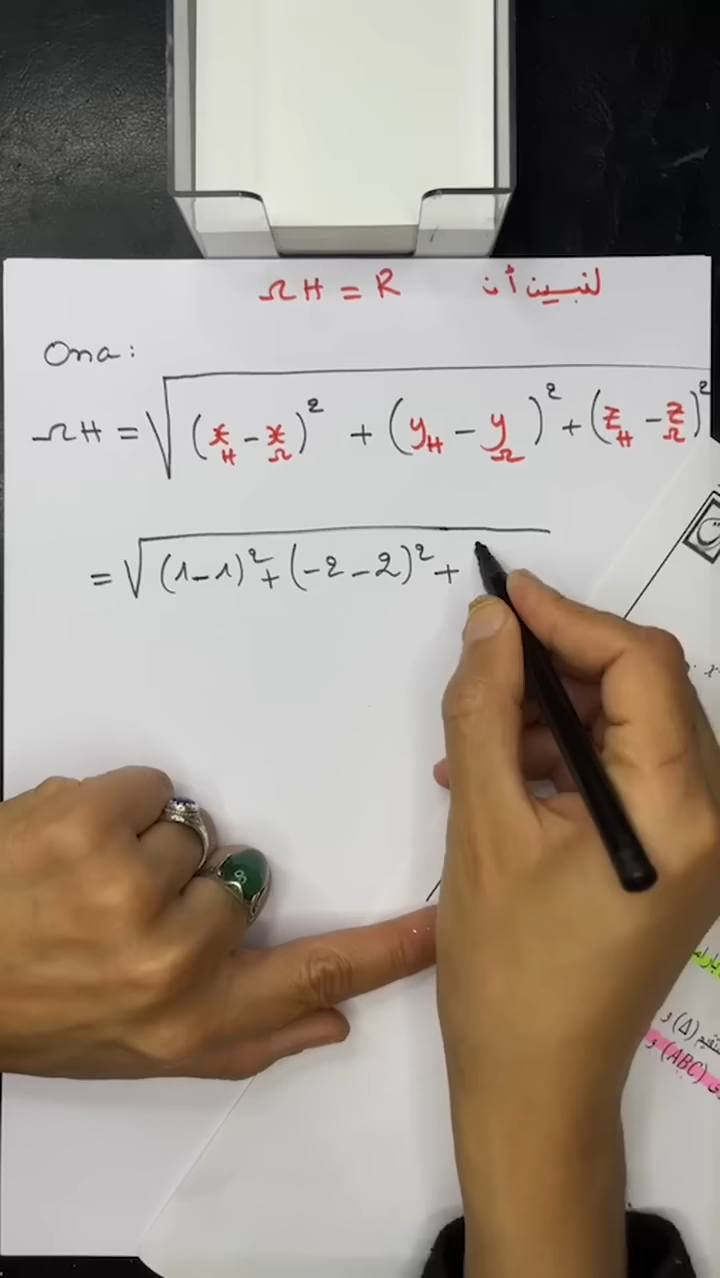 لنبين أن ΩH = R
On a :
ΩH = √(x_H - x_Ω)² + (y_H - y_Ω)² + (z_H - z_Ω)²
= √(1-1)² + (-2-2)² +
(Δ) و
(ABC) و